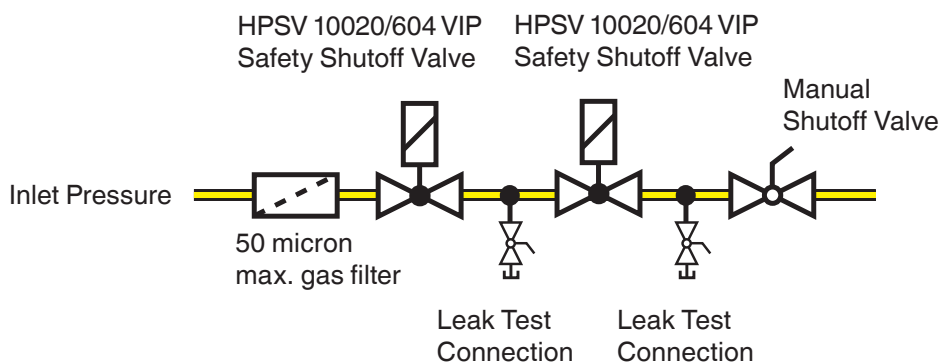 HPSV 10020/604 VIP
Safety Shutoff Valve
HPSV 10020/604 VIP
Safety Shutoff Valve
Manual
Shutoff Valve
Inlet Pressure
50 micron
max. gas filter
Leak Test
Connection
Leak Test
Connection